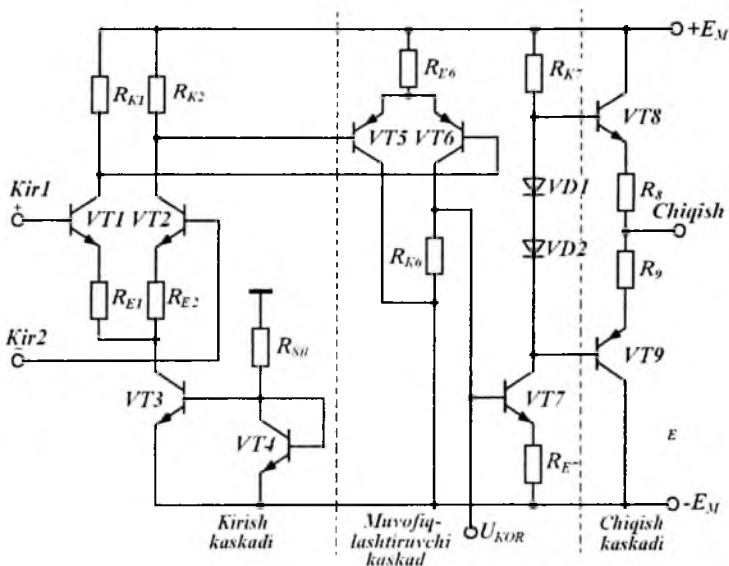 +E_M
R_K1
R_K2
R_E6
R_K7
VT8
VT5 VT6
Kir1
+
VD1
R_8
Chiqish
VT1 VT2
VD2
R_K6
R_9
R_E1
R_E2
Kir2
-
R_S0
VT9
VT3
VT7
VT4
E
R_E7
-E_M
Kirish
kaskadi
Muvofiq-
lashtiruvchi
kaskad
U_KOR
Chiqish
kaskadi